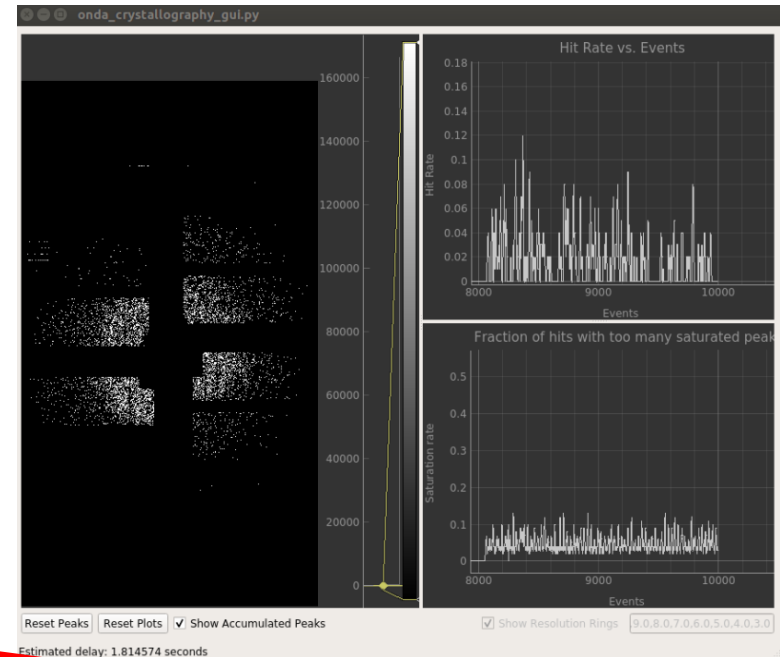 onda_crystallography_gui.py
160000
140000
120000
100000
80000
60000
40000
20000
0
Hit Rate vs. Events
0.18
0.16
0.14
0.12
0.1
0.08
0.06
0.04
0.02
0
Hit Rate
8000 9000 10000
Events
Fraction of hits with too many saturated peak
0.5
0.4
0.3
0.2
0.1
0
Saturation rate
8000 9000 10000
Events
Reset Peaks Reset Plots Show Accumulated Peaks Show Resolution Rings .9.0,8.0,7.0,6.0,5.0,4.0,3.0
Estimated delay: 1.814574 seconds